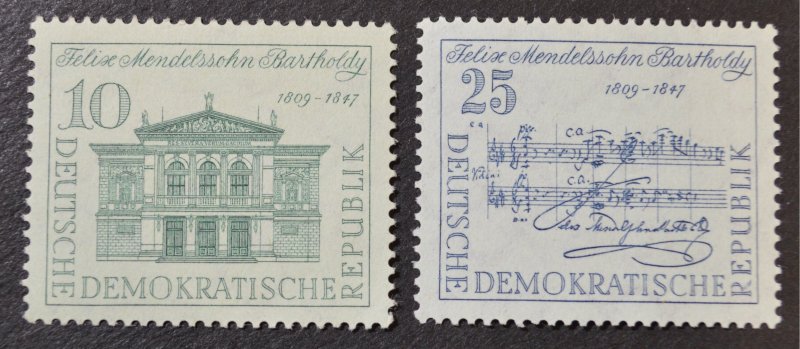 Felix Mendelssohn Bartholdy
10
1809-1847
DEUTSCHE
DEMOKRATISCHE
REPUBLIK
Felix Mendelssohn Bartholdy
25
1809-1847
c.a.
c.a.
DEUTSCHE
DEMOKRATISCHE
REPUBLIK